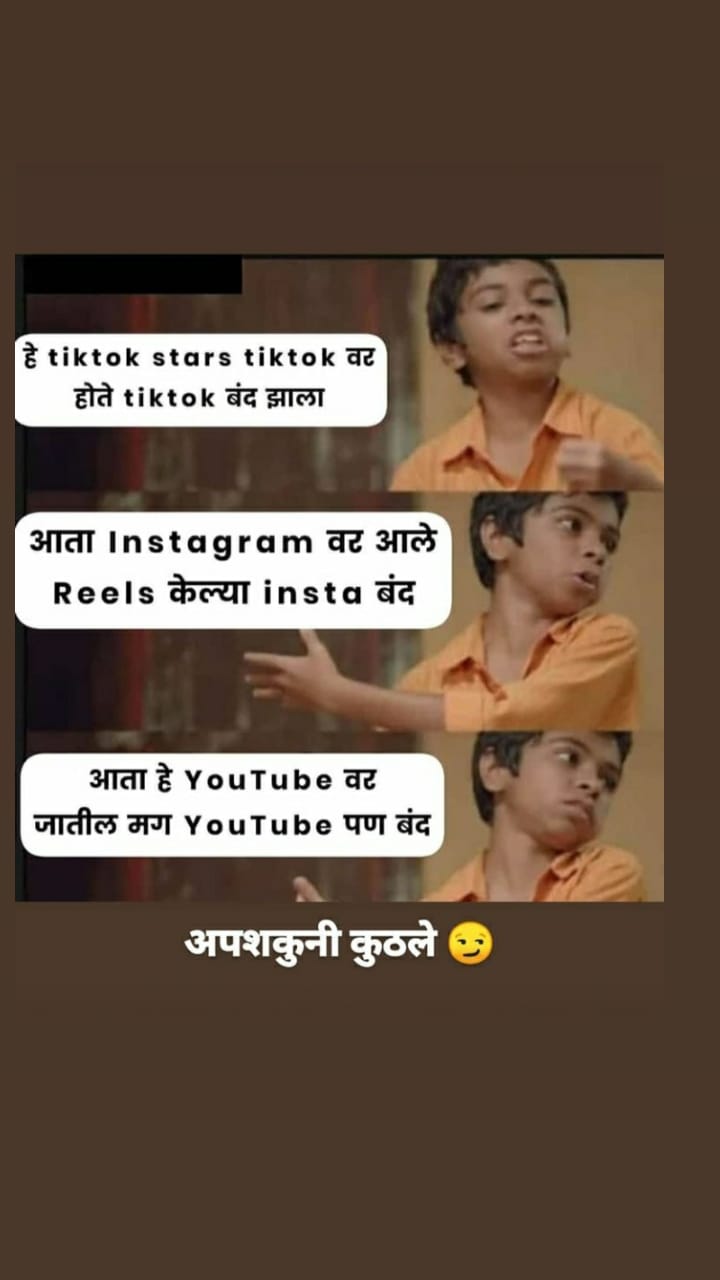 हे tiktok stars tiktok वर
होते tiktok बंद झाला
आता Instagram वर आले
Reels केल्या insta बंद
आता हे YouTube वर
जातील मग YouTube पण बंद
अपशकुनी कुठले 😏